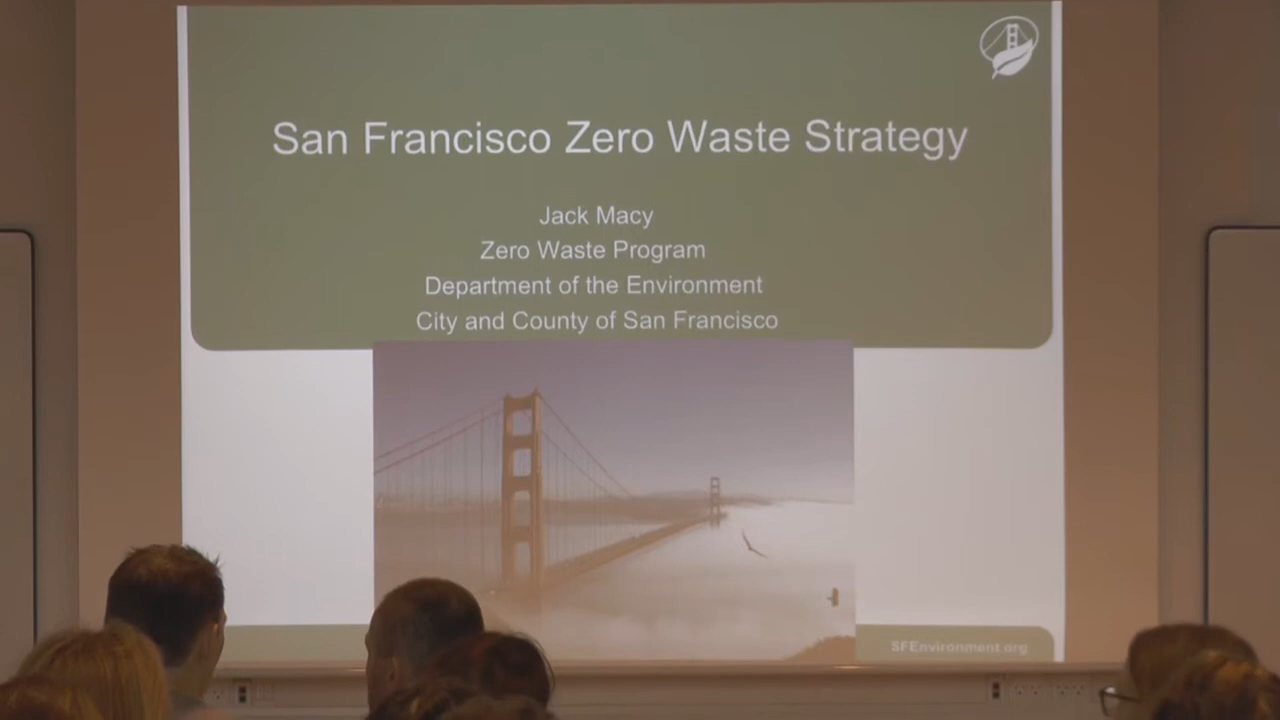 San Francisco Zero Waste Strategy
Jack Macy
Zero Waste Program
Department of the Environment
City and County of San Francisco
SFEnvironment.org